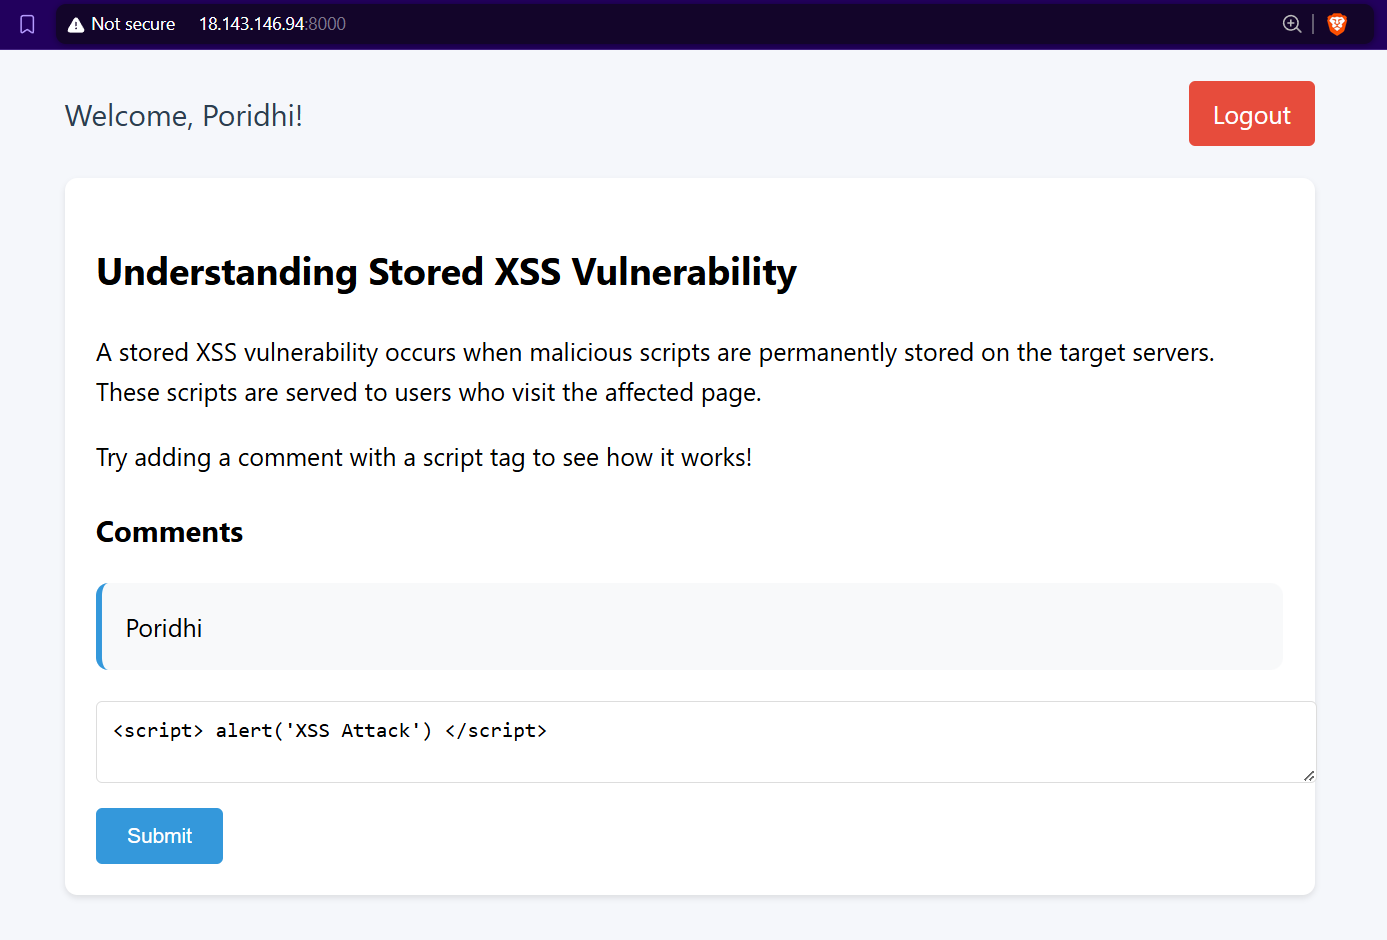 Not secure 18.143.146.94:8000
Welcome, Poridhi!
Logout
Understanding Stored XSS Vulnerability
A stored XSS vulnerability occurs when malicious scripts are permanently stored on the target servers.
These scripts are served to users who visit the affected page.
Try adding a comment with a script tag to see how it works!
Comments
Poridhi
<script> alert('XSS Attack') </script>
Submit